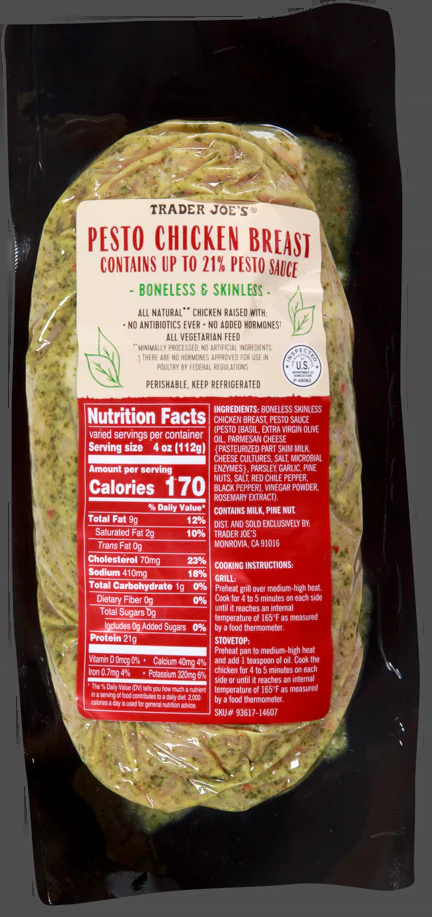 TRADER JOE'S®
PESTO CHICKEN BREAST
CONTAINS UP TO 21% PESTO SAUCE
- BONELESS & SKINLESS -
ALL NATURAL** CHICKEN RAISED WITH:
• NO ANTIBIOTICS EVER • NO ADDED HORMONES†
ALL VEGETARIAN FEED
**MINIMALLY PROCESSED, NO ARTIFICIAL INGREDIENTS.
† THERE ARE NO HORMONES APPROVED FOR USE IN
POULTRY BY FEDERAL REGULATIONS
PERISHABLE, KEEP REFRIGERATED
INSPECTED
U.S.
DEPARTMENT OF
AGRICULTURE
Nutrition Facts
varied servings per container
Serving size 4 oz (112g)
Amount per serving
Calories 170
% Daily Value*
Total Fat 9g 12%
Saturated Fat 2g 10%
Trans Fat 0g
Cholesterol 70mg 23%
Sodium 410mg 18%
Total Carbohydrate 1g 0%
Dietary Fiber 0g 0%
Total Sugars 0g
Includes 0g Added Sugars 0%
Protein 21g
Vitamin D 0mcg 0% • Calcium 40mg 4%
Iron 0.7mg 4% • Potassium 320mg 6%
* The % Daily Value (DV) tells you how much a nutrient
in a serving of food contributes to a daily diet. 2,000
calories a day is used for general nutrition advice.
INGREDIENTS: BONELESS SKINLESS
CHICKEN BREAST, PESTO SAUCE
(PESTO [BASIL, EXTRA VIRGIN OLIVE
OIL, PARMESAN CHEESE
{PASTEURIZED PART SKIM MILK,
CHEESE CULTURES, SALT, MICROBIAL
ENZYMES}, PARSLEY, GARLIC, PINE
NUTS, SALT, RED CHILE PEPPER,
BLACK PEPPER], VINEGAR POWDER,
ROSEMARY EXTRACT).
CONTAINS MILK, PINE NUT.
DIST. AND SOLD EXCLUSIVELY BY:
TRADER JOE'S
MONROVIA, CA 91016
COOKING INSTRUCTIONS:
GRILL:
Preheat grill over medium-high heat.
Cook for 4 to 5 minutes on each side
until it reaches an internal
temperature of 165°F as measured
by a food thermometer.
STOVETOP:
Preheat pan to medium-high heat
and add 1 teaspoon of oil. Cook the
chicken for 4 to 5 minutes on each
side or until it reaches an internal
temperature of 165°F as measured
by a food thermometer.
SKU# 93617-14607